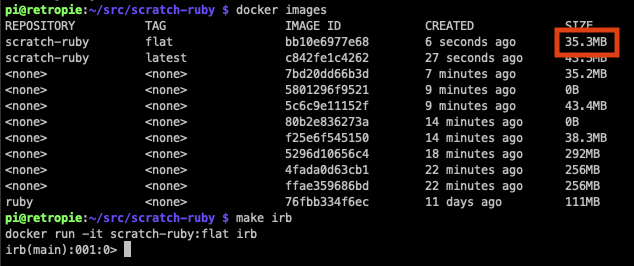 pi@retropie:~/src/scratch-ruby $ docker images
REPOSITORY TAG IMAGE ID CREATED SIZE
scratch-ruby flat bb10e6977e68 6 seconds ago 35.3MB
scratch-ruby latest c842fe1c4262 27 seconds ago 43.5MB
<none> <none> 7bd20dd66b3d 7 minutes ago 35.2MB
<none> <none> 5801296f9521 9 minutes ago 0B
<none> <none> 5c6c9e11152f 9 minutes ago 43.4MB
<none> <none> 80b2e836273a 14 minutes ago 0B
<none> <none> f25e6f545150 14 minutes ago 38.3MB
<none> <none> 5296d10656c4 18 minutes ago 292MB
<none> <none> 4fada0d63cb1 22 minutes ago 256MB
<none> <none> ffae359686bd 22 minutes ago 256MB
ruby <none> 76fbb334f6ec 11 days ago 111MB
pi@retropie:~/src/scratch-ruby $ make irb
docker run -it scratch-ruby:flat irb
irb(main):001:0>